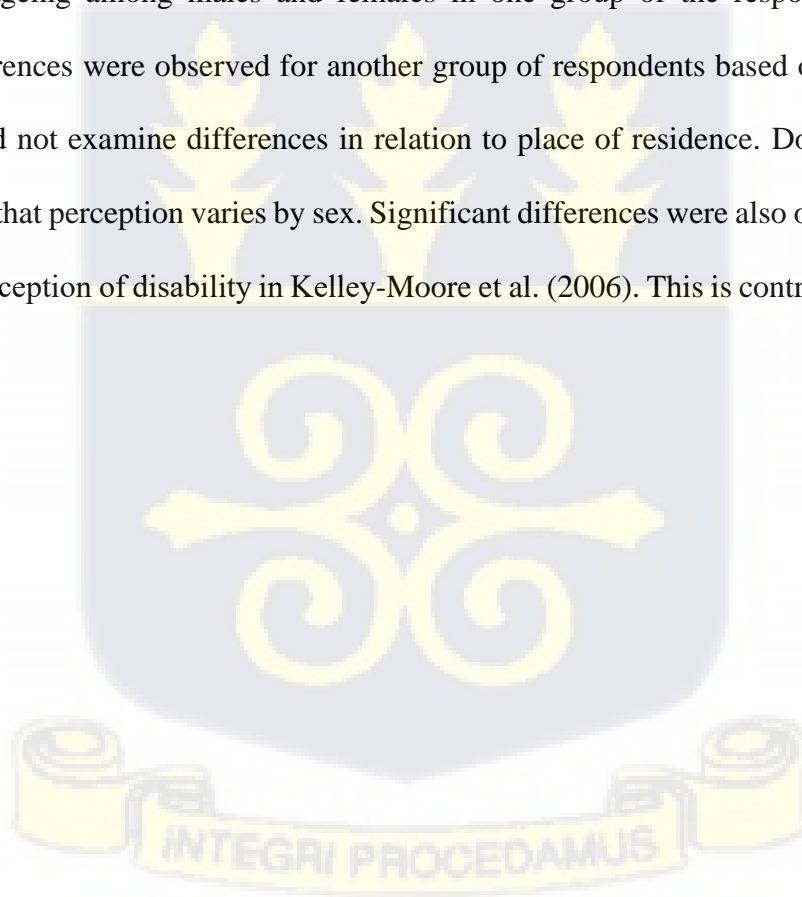 geing among males and females in one group of the respo
rences were observed for another group of respondents based o
d not examine differences in relation to place of residence. Do
that perception varies by sex. Significant differences were also o
ception of disability in Kelley-Moore et al. (2006). This is contr
INTEGRI PROCEDAMUS